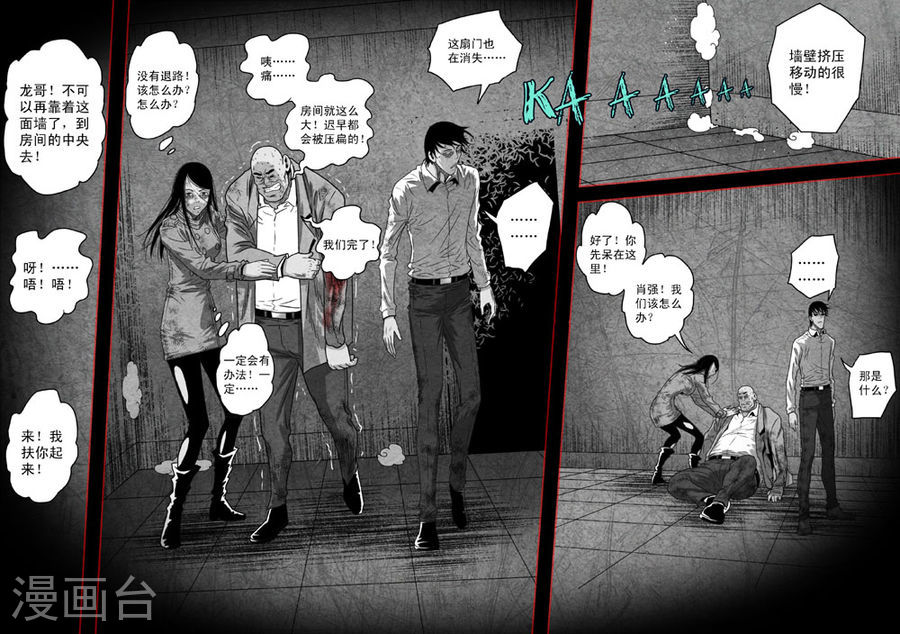 龙哥！不可
以再靠着这
面墙了，到
房间的中央
去！
呀！……
唔！唔！
来！我
扶你起
来！
没有退路！
该怎么办？
怎么办？
咦……
痛……
房间就这么
大！迟早都
会被压扁的！
我们完了！
一定会有
办法！一
定……
这扇门也
在消失……
……
……
KAAAAAAA
墙壁挤压
移动的很
慢！
好了！你
先呆在这
里！
肖强！我
们该怎么
办？
……
……
那是
什么？
漫画台